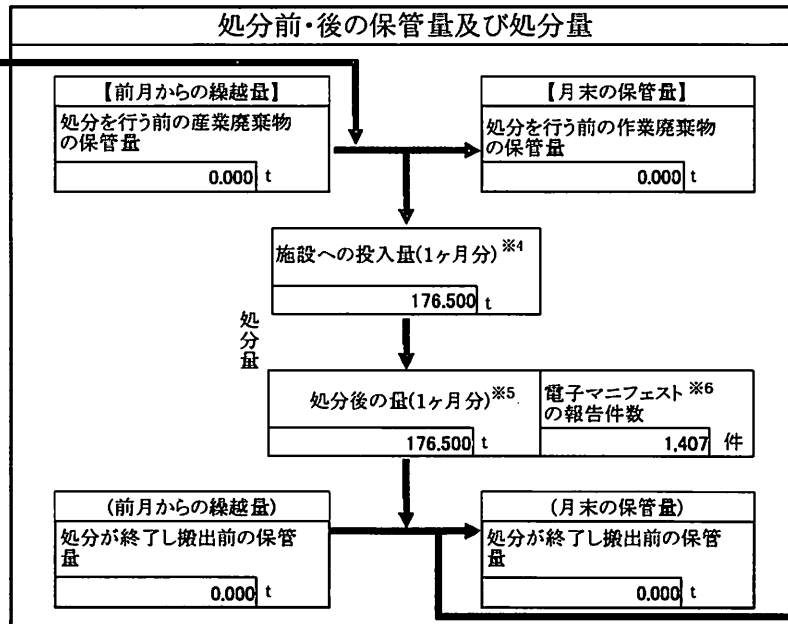 処分前・後の保管量及び処分量
【前月からの繰越量】
処分を行う前の産業廃棄物
の保管量
0.000 t
【月末の保管量】
処分を行う前の作業廃棄物
の保管量
0.000 t
施設への投入量(1ヶ月分)※4
176.500 t
処分量
処分後の量(1ヶ月分)※5
176.500 t
電子マニフェスト※6
の報告件数
1,407 件
(前月からの繰越量)
処分が終了し搬出前の保管
量
0.000 t
(月末の保管量)
処分が終了し搬出前の保管
量
0.000 t